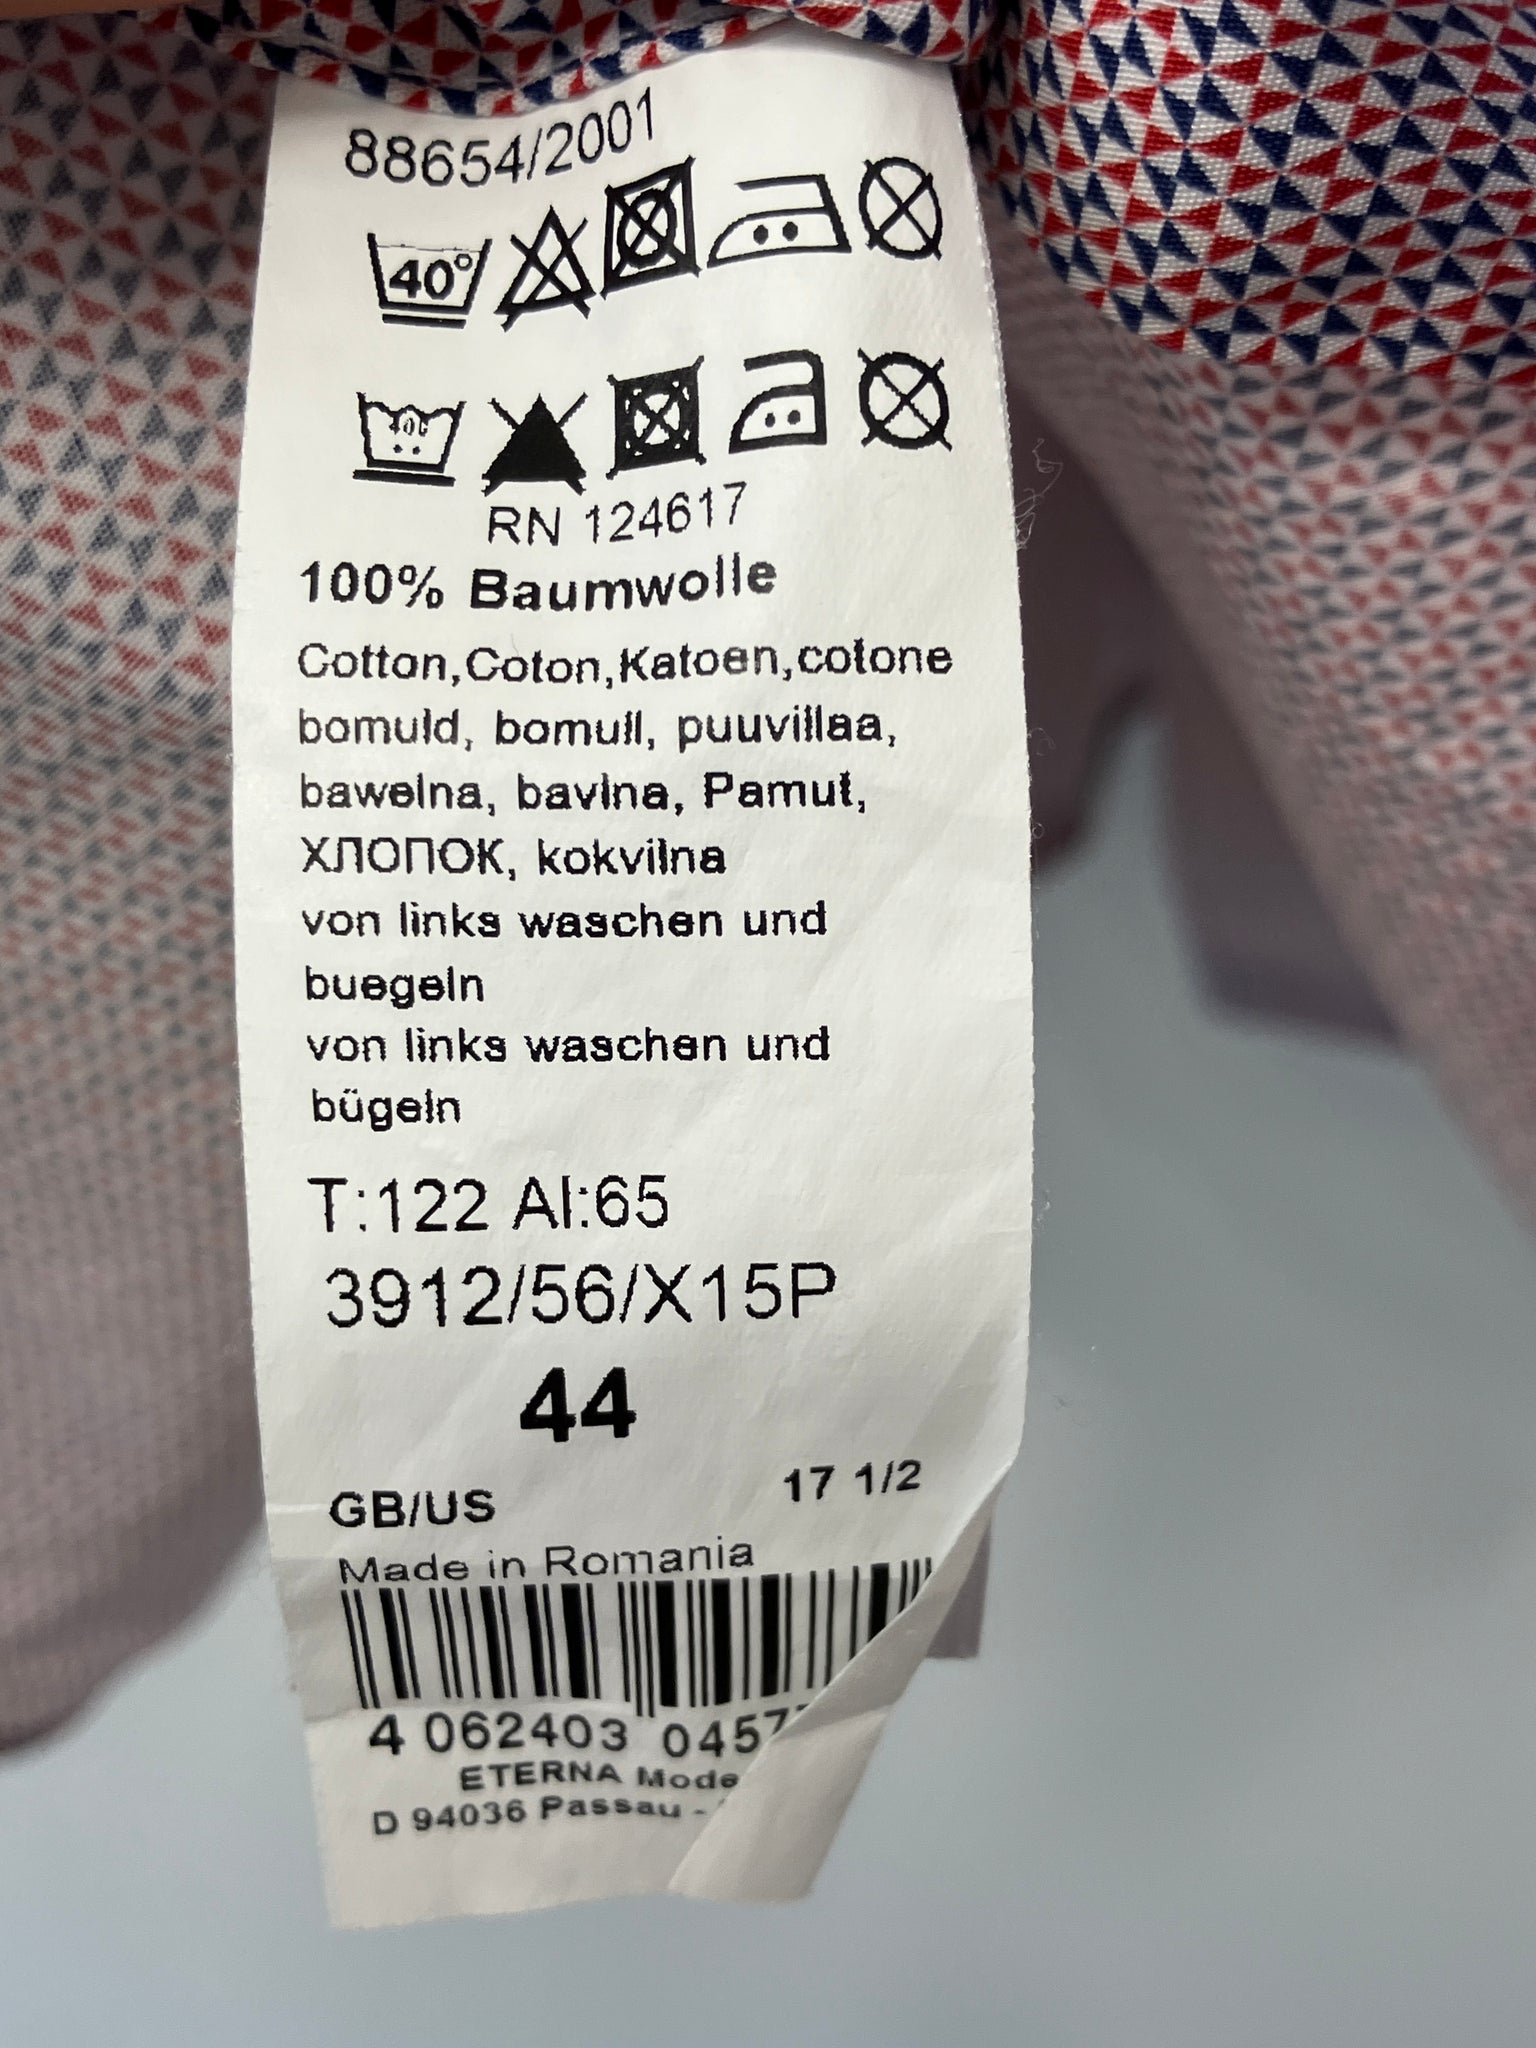 88654/2001
40°
40C
RN 124617
100% Baumwolle
Cotton,Coton,Katoen,cotone
bomuld, bomull, puuvillaa,
bawelna, bavlna, Pamut,
ХЛОПОК, kokvilna
von links waschen und
buegeln
von links waschen und
bügeln
T:122 Al:65
3912/56/X15P
44
GB/US 17 1/2
Made in Romania
4 062403 0457
ETERNA Mode
D 94036 Passau -